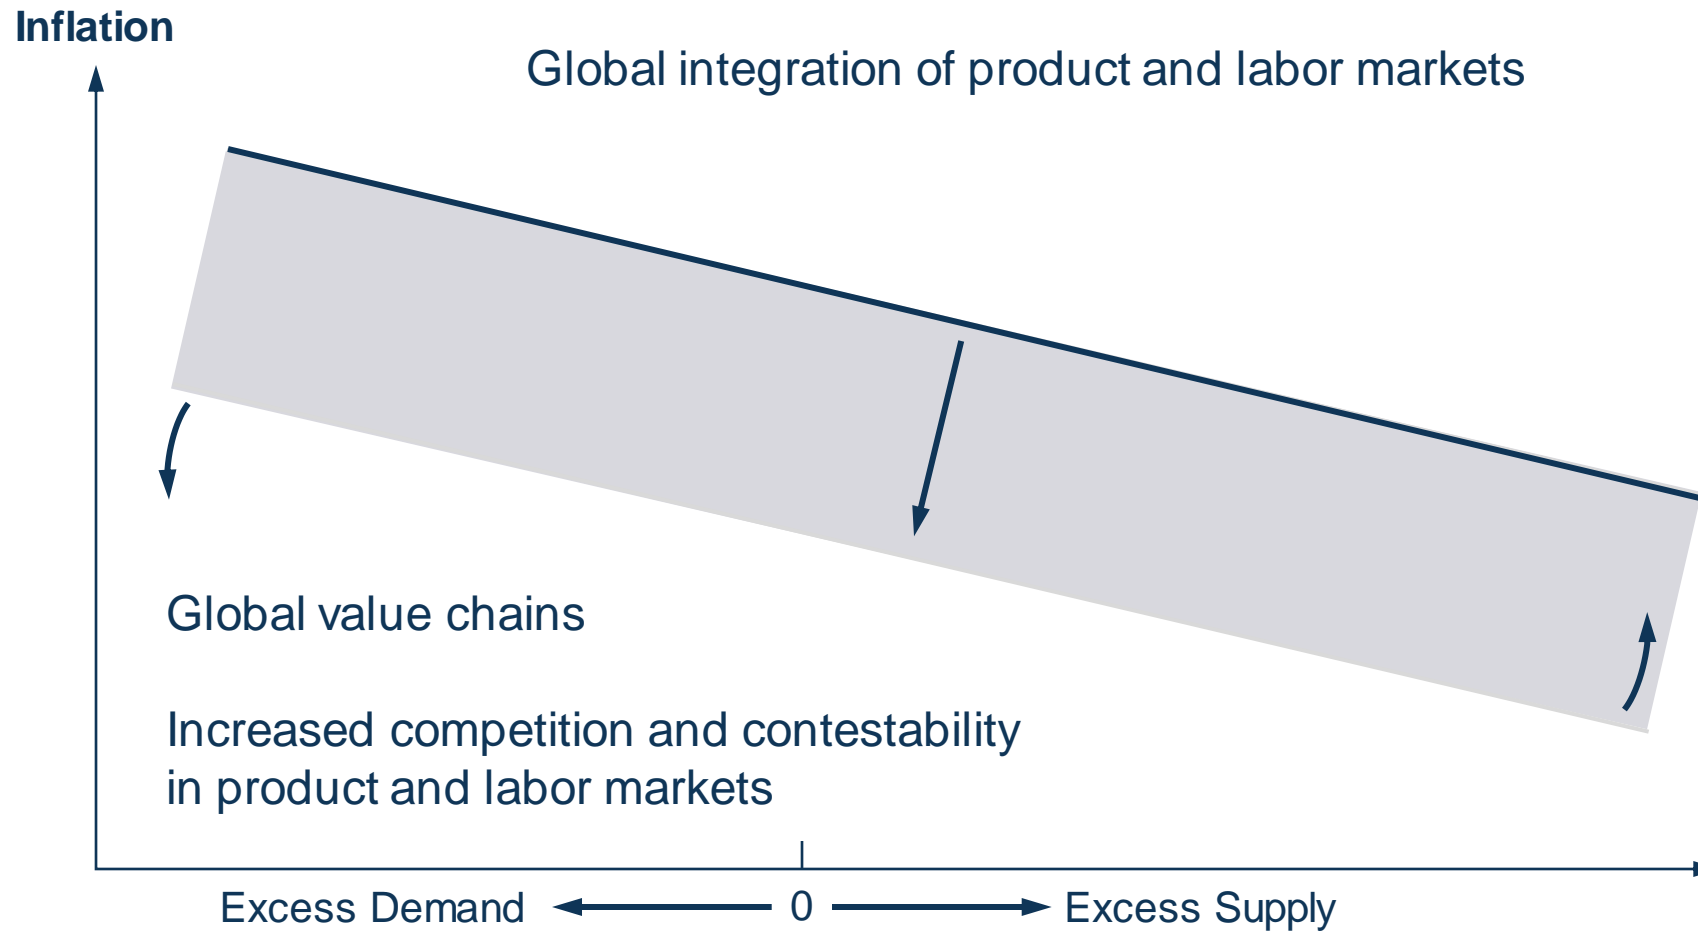 Inflation
Global integration of product and labor markets
Global value chains
Increased competition and contestability
in product and labor markets
Excess Demand 0 Excess Supply